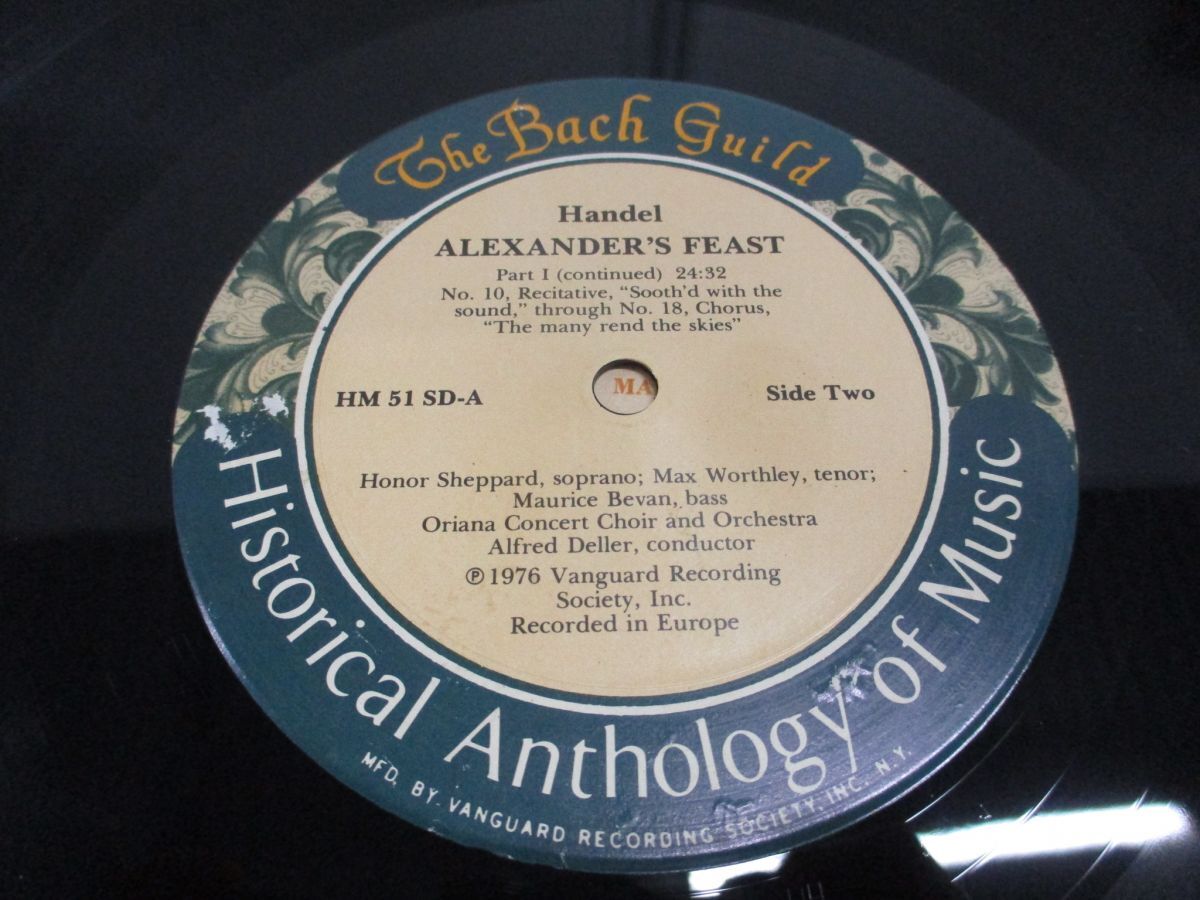 The Bach Guild
Handel
ALEXANDER'S FEAST
Part I (continued) 24:32
No. 10, Recitative, "Sooth'd with the
sound," through No. 18, Chorus,
"The many rend the skies"
MA
HM 51 SD-A
Side Two
Honor Sheppard, soprano; Max Worthley, tenor;
Maurice Bevan, bass
Oriana Concert Choir and Orchestra
Alfred Deller, conductor
Ⓟ1976 Vanguard Recording
Society, Inc.
Recorded in Europe
Historical Anthology of Music
MFD. BY VANGUARD RECORDING SOCIETY, INC. N.Y.